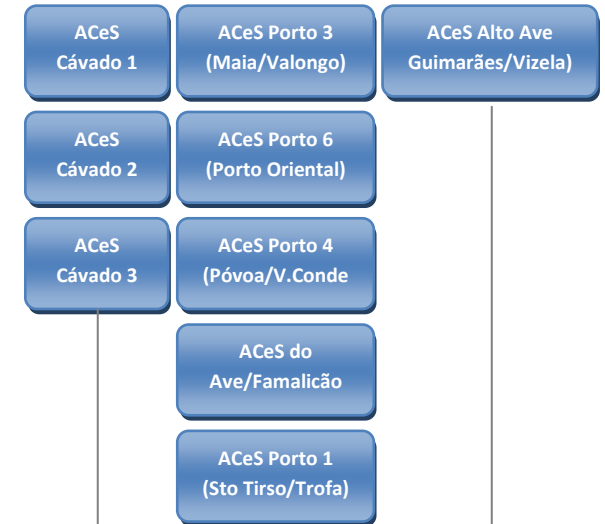 ACeS
Cávado 1
ACeS Porto 3
(Maia/Valongo)
ACeS Alto Ave
Guimarães/Vizela)
ACeS
Cávado 2
ACeS Porto 6
(Porto Oriental)
ACeS
Cávado 3
ACeS Porto 4
(Póvoa/V.Conde
ACeS do
Ave/Famalicão
ACeS Porto 1
(Sto Tirso/Trofa)